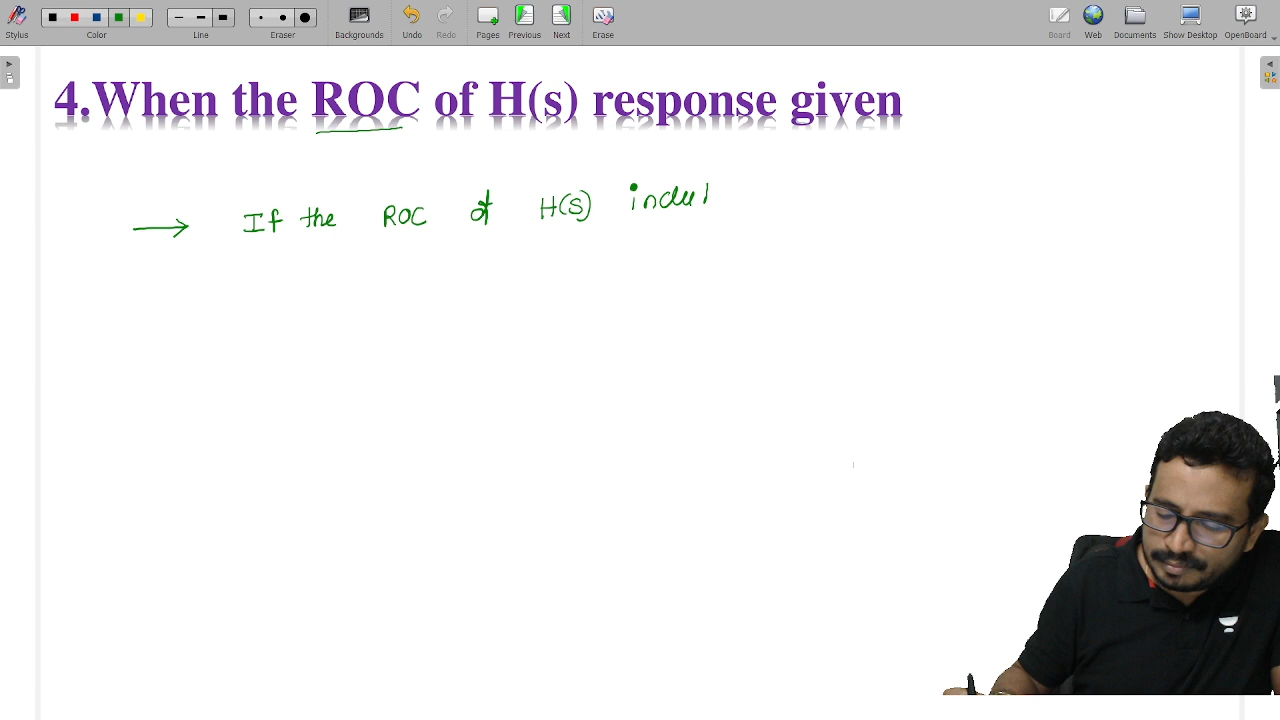 Stylus
Color
Line
Eraser
Backgrounds
Undo
Redo
Pages
Previous
Next
Erase
Board
Web
Documents
Show Desktop
OpenBoard
4.When the ROC of H(s) response given
If the ROC of H(s)